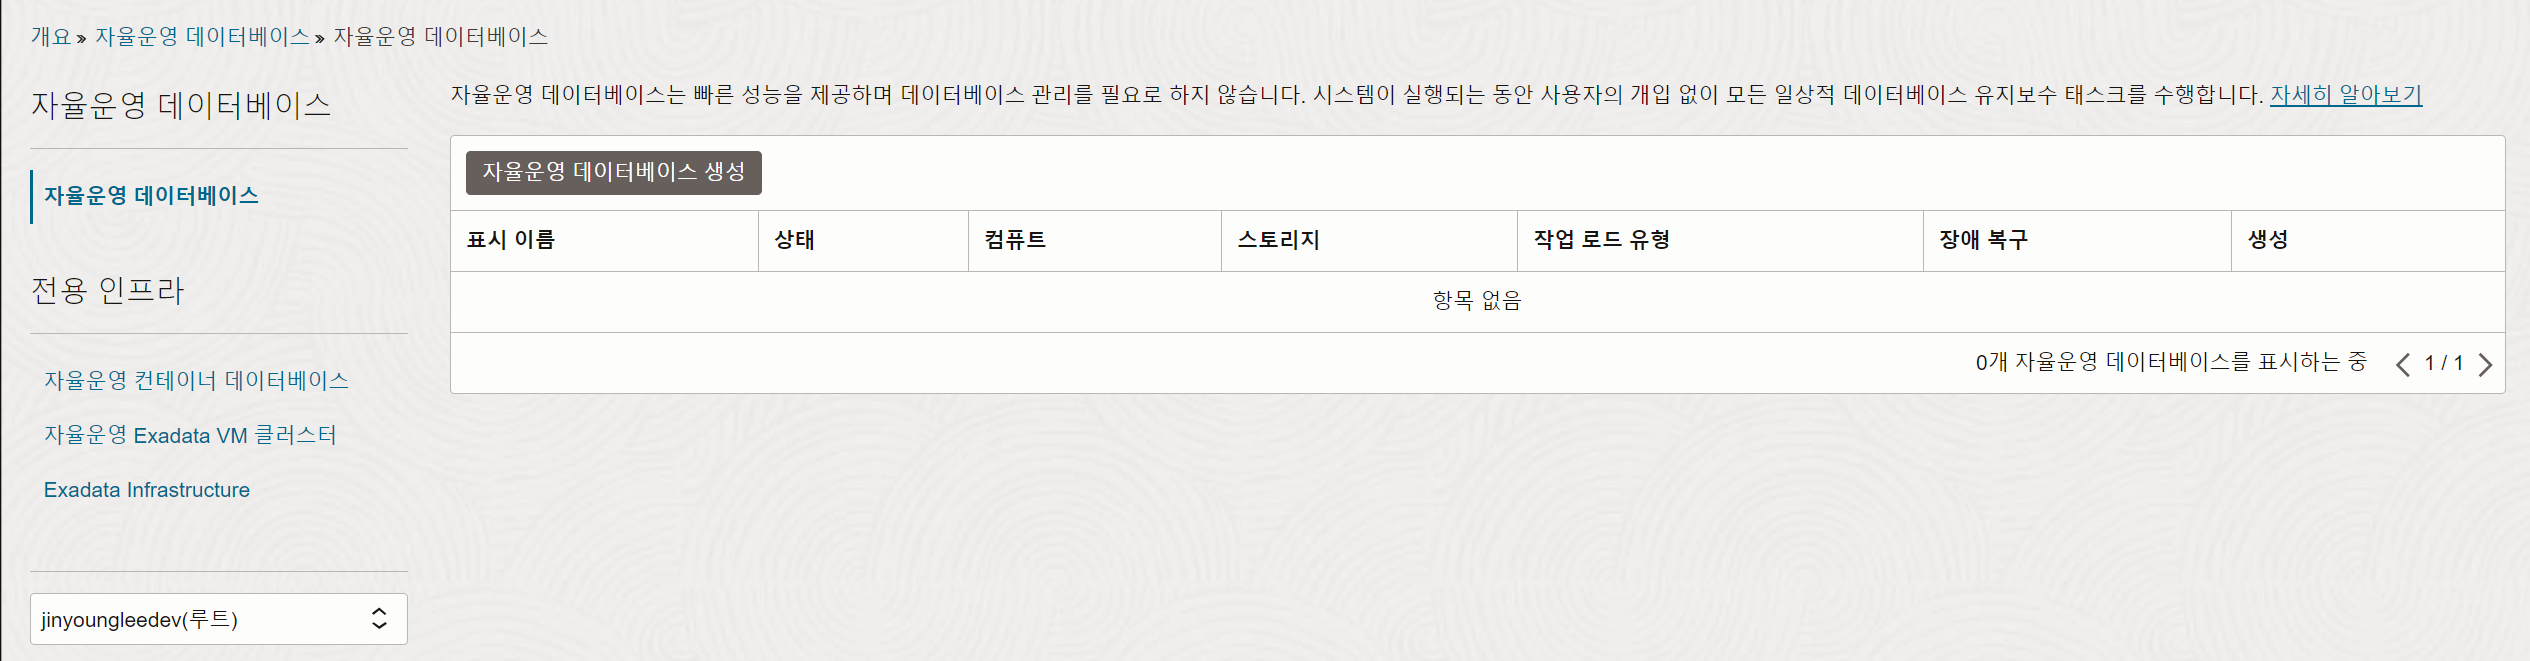 개요 » 자율운영 데이터베이스 » 자율운영 데이터베이스
자율운영 데이터베이스
자율운영 데이터베이스
전용 인프라
자율운영 컨테이너 데이터베이스
자율운영 Exadata VM 클러스터
Exadata Infrastructure
jinyoungleedev(루트)
자율운영 데이터베이스는 빠른 성능을 제공하며 데이터베이스 관리를 필요로 하지 않습니다. 시스템이 실행되는 동안 사용자의 개입 없이 모든 일상적 데이터베이스 유지보수 태스크를 수행합니다. 자세히 알아보기
자율운영 데이터베이스 생성
표시 이름 상태 컴퓨트 스토리지 작업 로드 유형 장애 복구 생성
항목 없음
0개 자율운영 데이터베이스를 표시하는 중 < 1 / 1 >